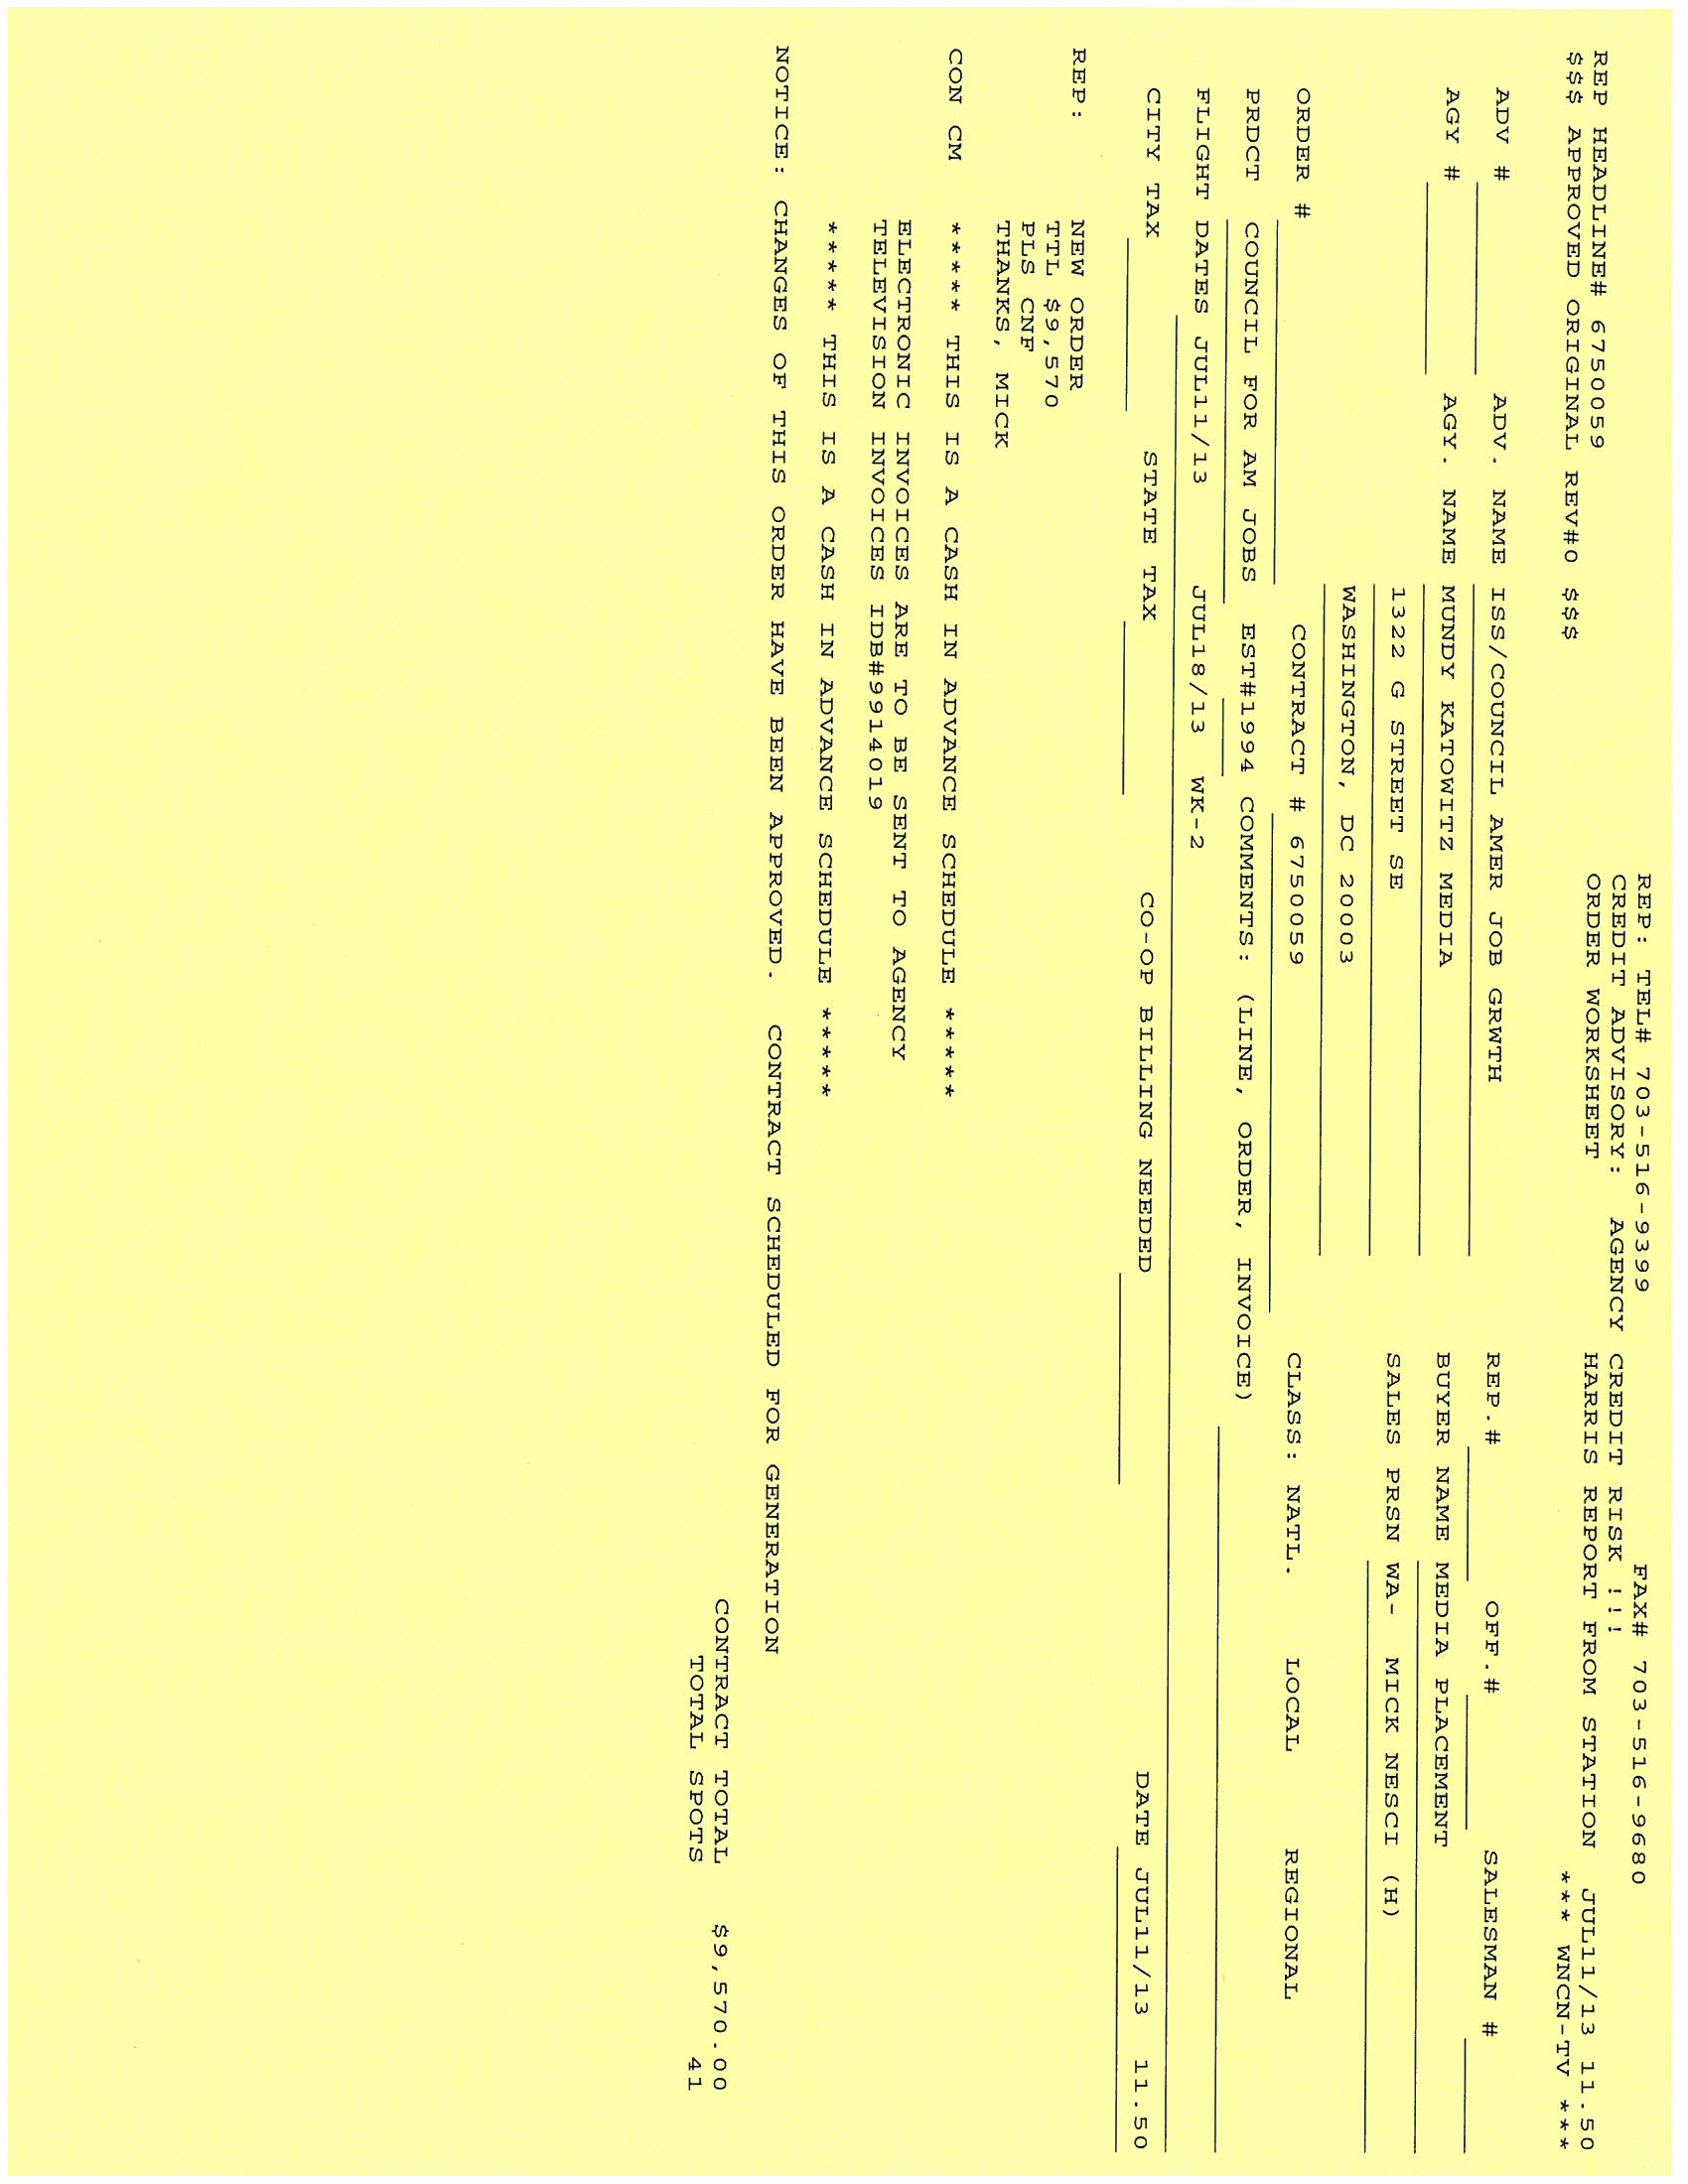 REP: TEL# 703-516-9399 FAX# 703-516-9680
CREDIT ADVISORY: AGENCY CREDIT RISK !!!
REP HEADLINE# 6750059 ORDER WORKSHEET HARRIS REPORT FROM STATION JUL11/13 11.50
$$$ APPROVED ORIGINAL REV#0 $$$ *** WNCN-TV ***
ADV # ADV. NAME ISS/COUNCIL AMER JOB GRWTH REP.# OFF.# SALESMAN #
AGY # AGY. NAME MUNDY KATOWITZ MEDIA BUYER NAME MEDIA PLACEMENT
1322 G STREET SE SALES PRSN WA- MICK NESCI (H)
WASHINGTON, DC 20003
ORDER # CONTRACT # 6750059 CLASS: NATL. LOCAL REGIONAL
PRDCT COUNCIL FOR AM JOBS EST#1994 COMMENTS: (LINE, ORDER, INVOICE)
FLIGHT DATES JUL11/13 JUL18/13 WK-2
CITY TAX STATE TAX CO-OP BILLING NEEDED DATE JUL11/13 11.50
REP: NEW ORDER
TTL $9,570
PLS CNF
THANKS, MICK
CON CM ***** THIS IS A CASH IN ADVANCE SCHEDULE *****
ELECTRONIC INVOICES ARE TO BE SENT TO AGENCY
TELEVISION INVOICES IDB#9914019
***** THIS IS A CASH IN ADVANCE SCHEDULE *****
NOTICE: CHANGES OF THIS ORDER HAVE BEEN APPROVED. CONTRACT SCHEDULED FOR GENERATION
CONTRACT TOTAL $9,570.00
TOTAL SPOTS 41